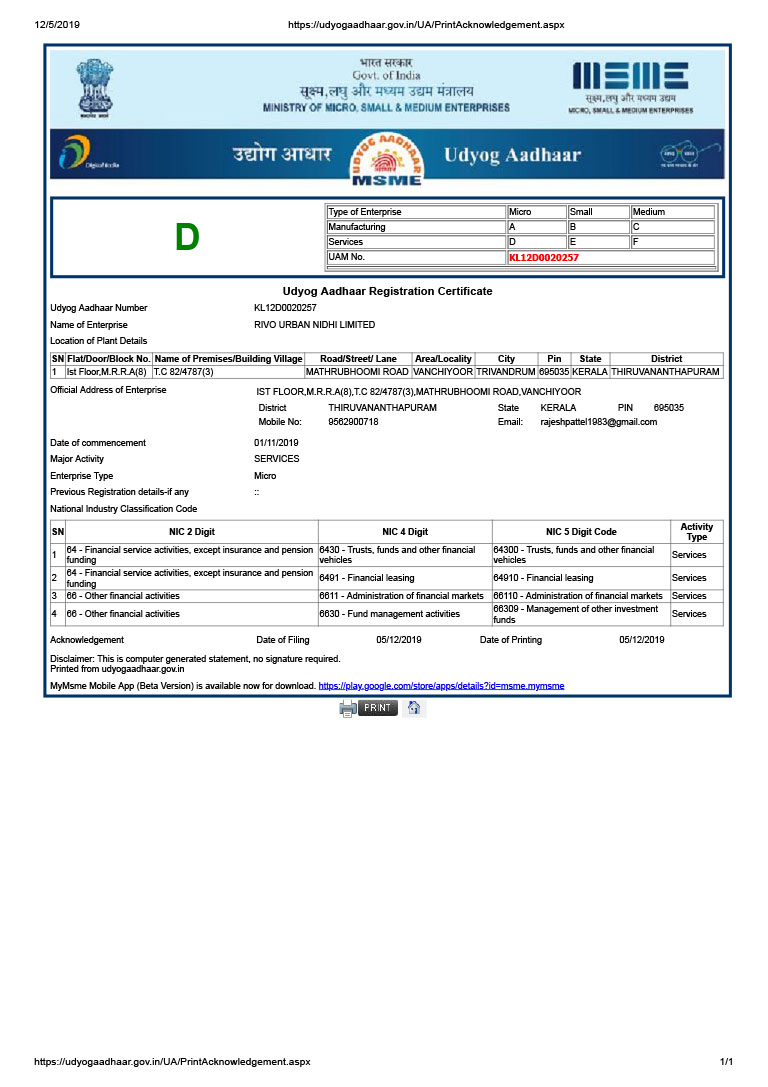 12/5/2019 https://udyogaadhaar.gov.in/UA/PrintAcknowledgement.aspx
भारत सरकार
Govt. of India
सूक्ष्म,लघु और मध्यम उद्यम मंत्रालय
MINISTRY OF MICRO, SMALL & MEDIUM ENTERPRISES
सत्यमेव जयते
MSME
सूक्ष्म,लघु और मध्यम उद्यम
MICRO, SMALL & MEDIUM ENTERPRISES
Digital India
उद्योग आधार
UDYOG AADHAAR
MSME
Udyog Aadhaar
D
Type of Enterprise Micro Small Medium
Manufacturing A B C
Services D E F
UAM No. KL12D0020257
Udyog Aadhaar Registration Certificate
Udyog Aadhaar Number KL12D0020257
Name of Enterprise RIVO URBAN NIDHI LIMITED
Location of Plant Details
SN Flat/Door/Block No. Name of Premises/Building Village Road/Street/ Lane Area/Locality City Pin State District
1 Ist Floor,M.R.R.A(8) T.C 82/4787(3) MATHRUBHOOMI ROAD VANCHIYOOR TRIVANDRUM 695035 KERALA THIRUVANANTHAPURAM
Official Address of Enterprise IST FLOOR,M.R.R.A(8),T.C 82/4787(3),MATHRUBHOOMI ROAD,VANCHIYOOR
District THIRUVANANTHAPURAM State KERALA PIN 695035
Mobile No: 9562900718 Email: rajeshpattel1983@gmail.com
Date of commencement 01/11/2019
Major Activity SERVICES
Enterprise Type Micro
Previous Registration details-if any ::
National Industry Classification Code
SN NIC 2 Digit NIC 4 Digit NIC 5 Digit Code Activity Type
1 64 - Financial service activities, except insurance and pension funding 6430 - Trusts, funds and other financial vehicles 64300 - Trusts, funds and other financial vehicles Services
2 64 - Financial service activities, except insurance and pension funding 6491 - Financial leasing 64910 - Financial leasing Services
3 66 - Other financial activities 6611 - Administration of financial markets 66110 - Administration of financial markets Services
4 66 - Other financial activities 6630 - Fund management activities 66309 - Management of other investment funds Services
Acknowledgement Date of Filing 05/12/2019 Date of Printing 05/12/2019
Disclaimer: This is computer generated statement, no signature required.
Printed from udyogaadhaar.gov.in
MyMsme Mobile App (Beta Version) is available now for download. https://play.google.com/store/apps/details?id=msme.mymsme
PRINT
https://udyogaadhaar.gov.in/UA/PrintAcknowledgement.aspx 1/1